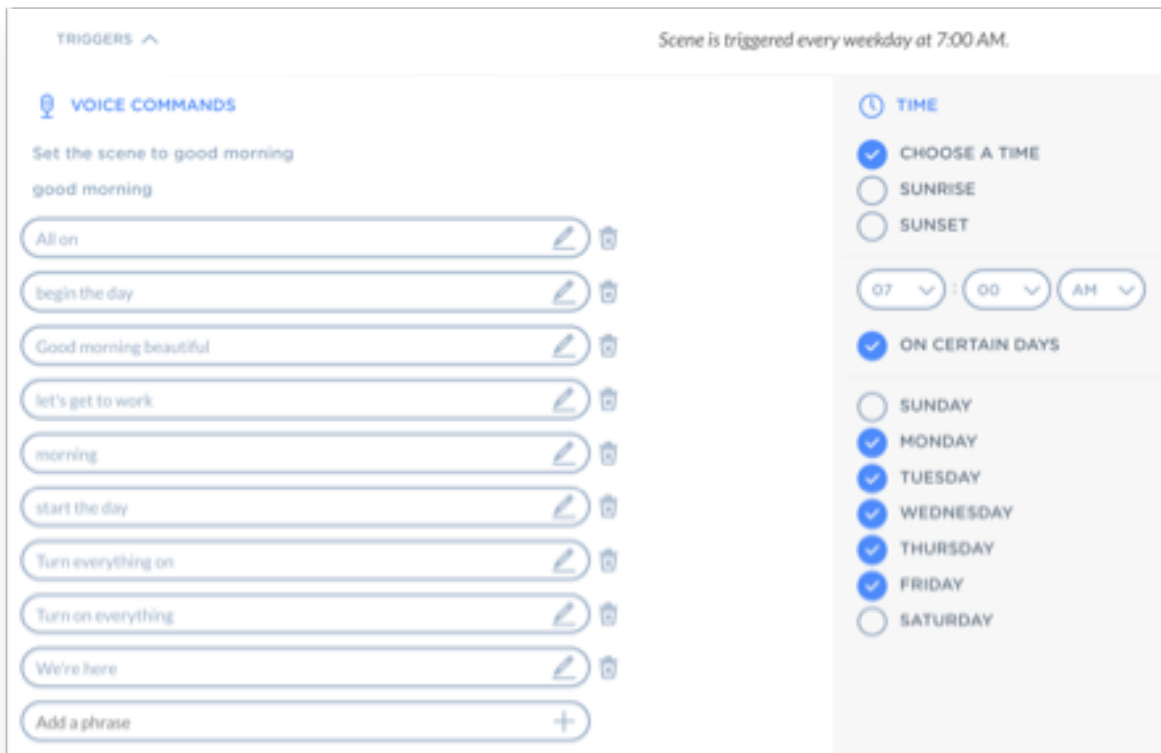 TRIGGERS
Scene is triggered every weekday at 7:00 AM.
VOICE COMMANDS
Set the scene to good morning
good morning
All on
begin the day
Good morning beautiful
let's get to work
morning
start the day
Turn everything on
Turn on everything
We're here
Add a phrase
TIME
CHOOSE A TIME
SUNRISE
SUNSET
07 : 00 AM
ON CERTAIN DAYS
SUNDAY
MONDAY
TUESDAY
WEDNESDAY
THURSDAY
FRIDAY
SATURDAY